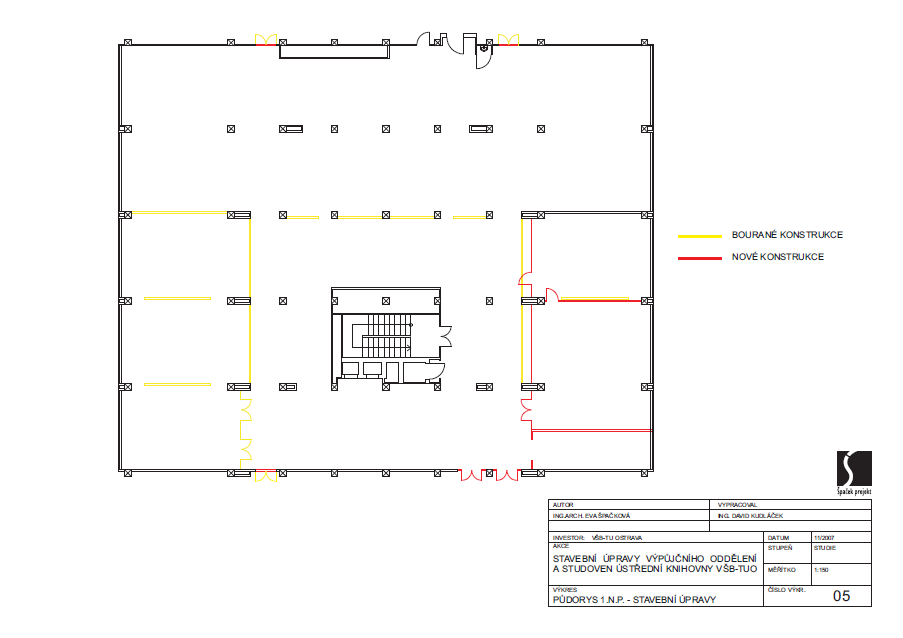 BOURANÉ KONSTRUKCE
NOVÉ KONSTRUKCE
Špaček projekt
AUTOR
VYPRACOVAL
ING.ARCH. EVA ŠPAČKOVÁ
ING. DAVID KUDLÁČEK
INVESTOR: VŠB-TU OSTRAVA
DATUM
11/2007
AKCE
STUPEŇ
STUDIE
STAVEBNÍ ÚPRAVY VÝPŮJČNÍHO ODDĚLENÍ
A STUDOVEN ÚSTŘEDNÍ KNIHOVNY VŠB-TUO
MĚŘÍTKO
1:150
VÝKRES
ČÍSLO VÝKR.
PŮDORYS 1.N.P. - STAVEBNÍ ÚPRAVY
05